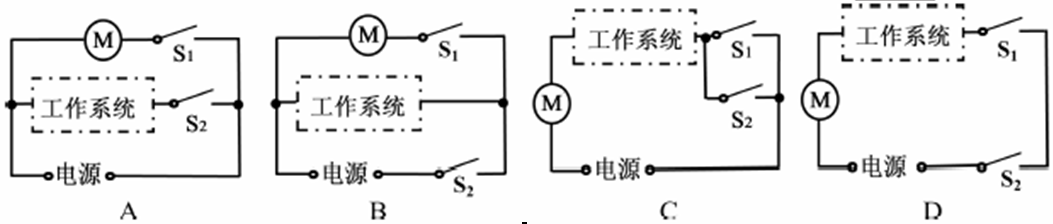 M S1
工作系统 S2
电源
A
M S1
工作系统
电源 S2
B
工作系统 S1
M S2
电源
C
工作系统 S1
M
电源 S2
D